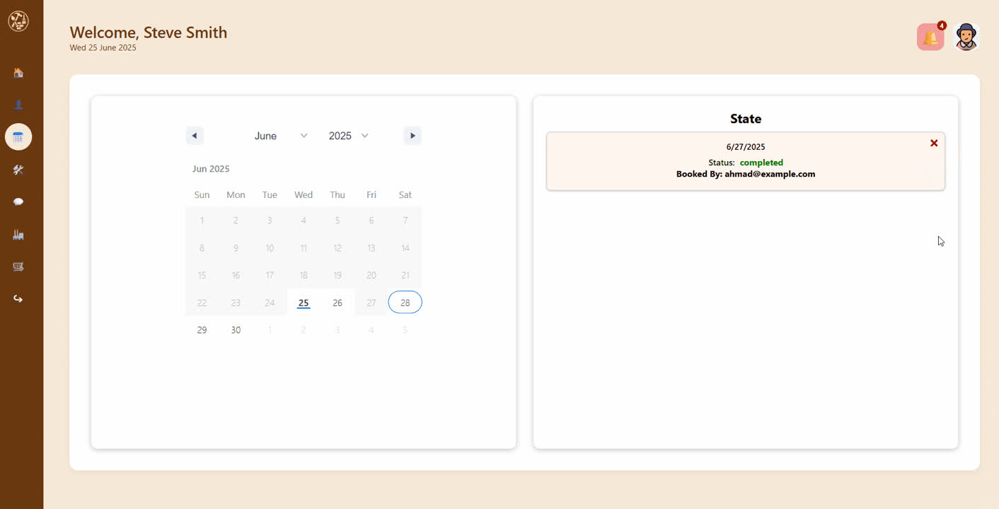 Welcome, Steve Smith
Wed 25 June 2025
4
June 2025
Jun 2025
Sun Mon Tue Wed Thu Fri Sat
1 2 3 4 5 6 7
8 9 10 11 12 13 14
15 16 17 18 19 20 21
22 23 24 25 26 27 28
29 30 1 2 3 4 5
State
6/27/2025
Status: completed
Booked By: ahmad@example.com